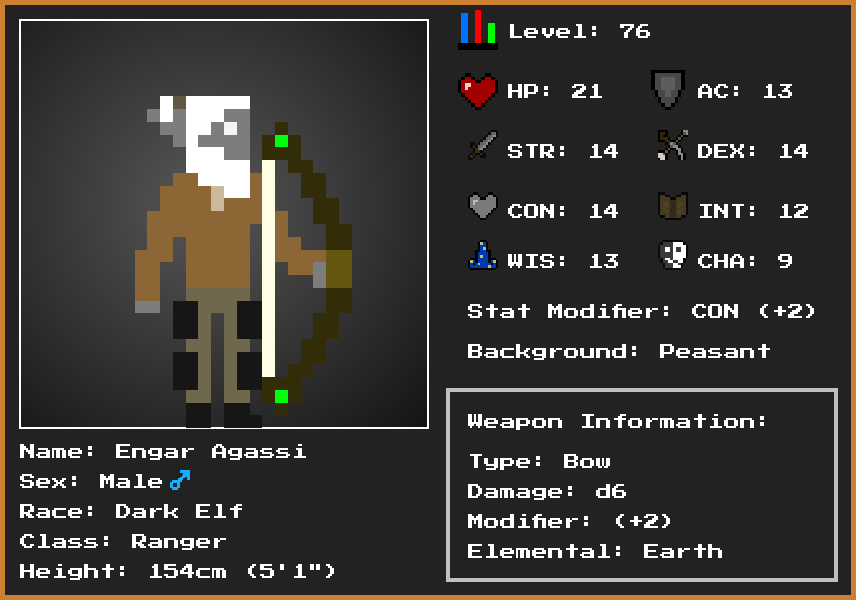 Level: 76
HP: 21
AC: 13
STR: 14
DEX: 14
CON: 14
INT: 12
WIS: 13
CHA: 9
Stat Modifier: CON (+2)
Background: Peasant
Weapon Information:
Type: Bow
Damage: d6
Modifier: (+2)
Elemental: Earth
Name: Engar Agassi
Sex: Male ♂
Race: Dark Elf
Class: Ranger
Height: 154cm (5'1")